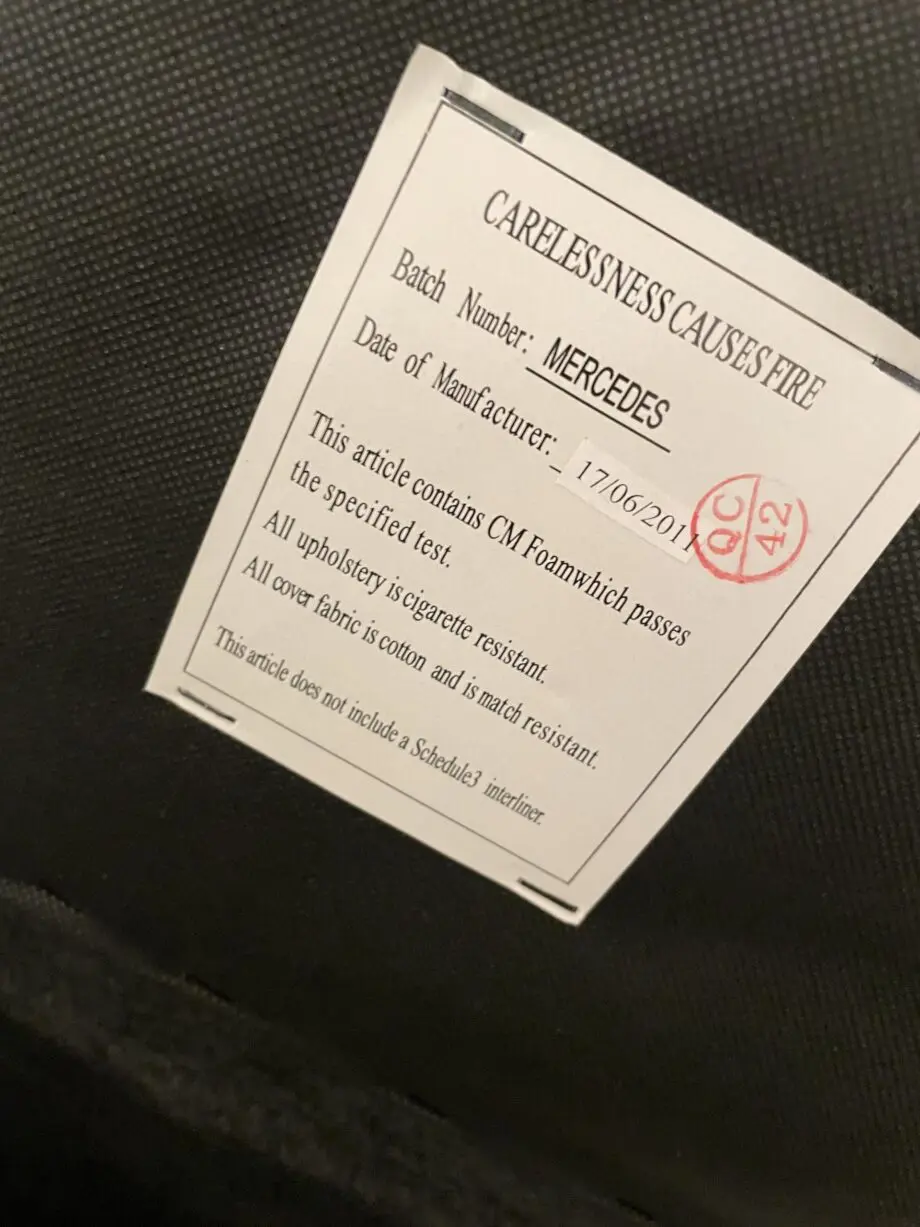 CARELESSNESS CAUSES FIRE
Batch Number: MERCEDES
Date of Manufacturer: 17/06/2011
QC
42
This article contains CM Foamwhich passes
the specified test.
All upholstery is cigarette resistant.
All cover fabric is cotton and is match resistant.
This article does not include a Schedule3 interliner.